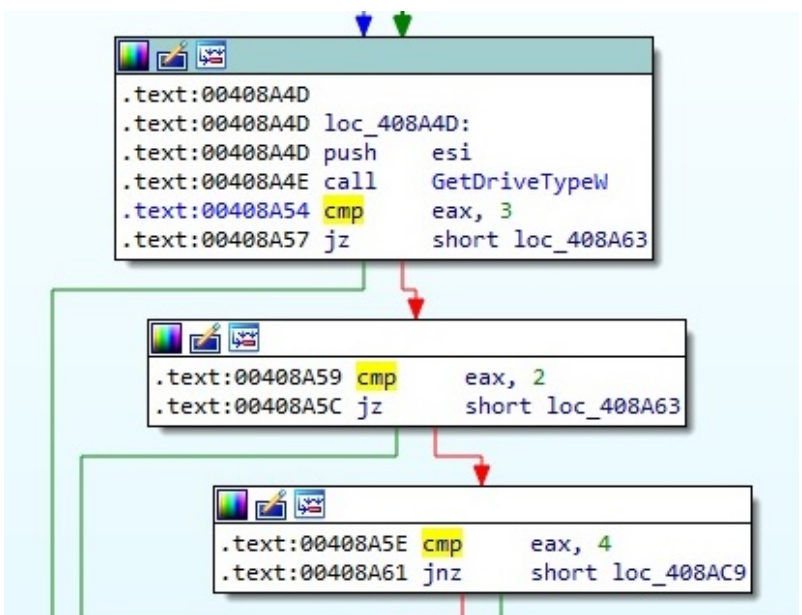 .text:00408A4D
.text:00408A4D loc_408A4D:
.text:00408A4D push    esi
.text:00408A4E call    GetDriveTypeW
.text:00408A54 cmp     eax, 3
.text:00408A57 jz      short loc_408A63
.text:00408A59 cmp     eax, 2
.text:00408A5C jz      short loc_408A63
.text:00408A5E cmp     eax, 4
.text:00408A61 jnz     short loc_408AC9